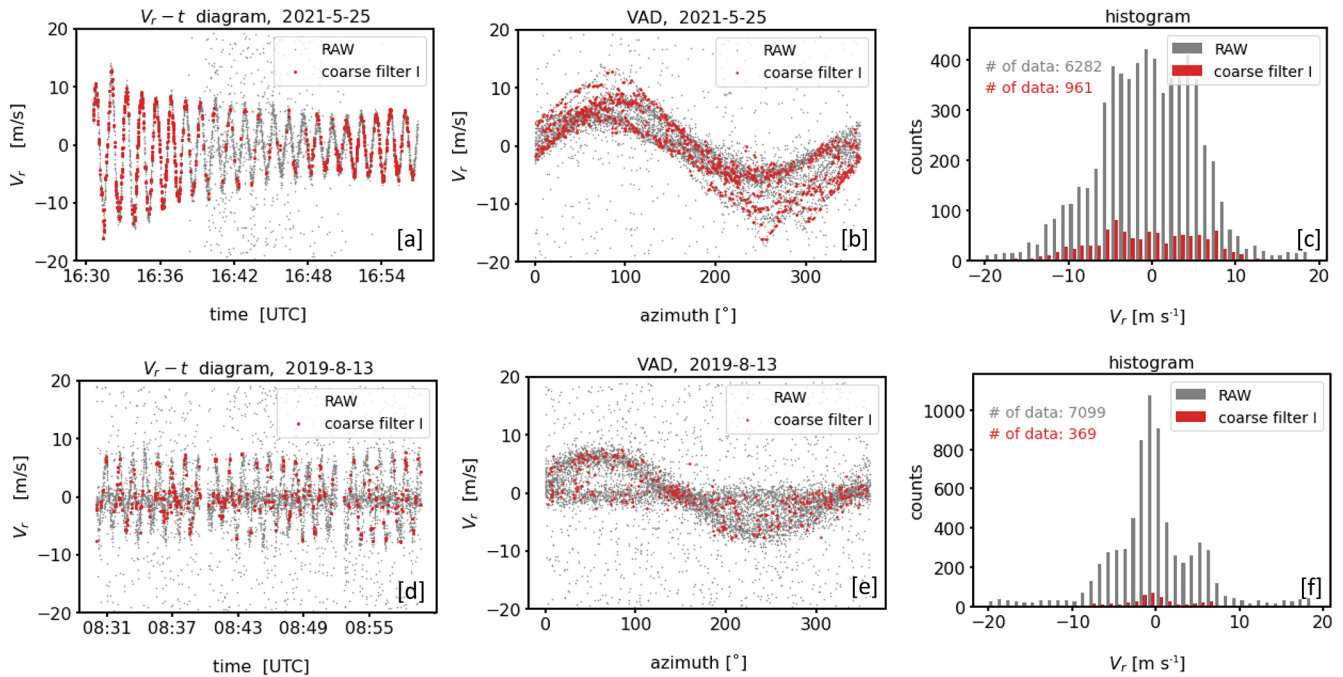 V_r − t diagram, 2021-5-25
20
10
0
−10
−20
V_r [m/s]
RAW
coarse filter I
[a]
16:30 16:36 16:42 16:48 16:54
time [UTC]
VAD, 2021-5-25
20
10
0
−10
−20
V_r [m/s]
RAW
coarse filter I
[b]
0 100 200 300
azimuth [°]
histogram
400
300
200
100
0
counts
# of data: 6282
# of data: 961
RAW
coarse filter I
[c]
−20 −10 0 10 20
V_r [m s⁻¹]
V_r − t diagram, 2019-8-13
20
10
0
−10
−20
V_r [m/s]
RAW
coarse filter I
[d]
08:31 08:37 08:43 08:49 08:55
time [UTC]
VAD, 2019-8-13
20
10
0
−10
−20
V_r [m/s]
RAW
coarse filter I
[e]
0 100 200 300
azimuth [°]
histogram
1000
800
600
400
200
0
counts
# of data: 7099
# of data: 369
RAW
coarse filter I
[f]
−20 −10 0 10 20
V_r [m s⁻¹]